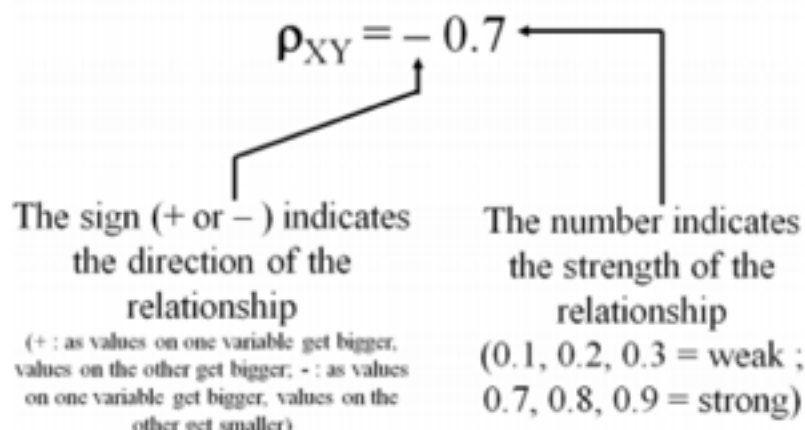 ρXY = – 0.7
The sign (+ or – ) indicates
the direction of the
relationship
(+ : as values on one variable get bigger,
values on the other get bigger; - : as values
on one variable get bigger, values on the
other get smaller)
The number indicates
the strength of the
relationship
(0.1, 0.2, 0.3 = weak ;
0.7, 0.8, 0.9 = strong)